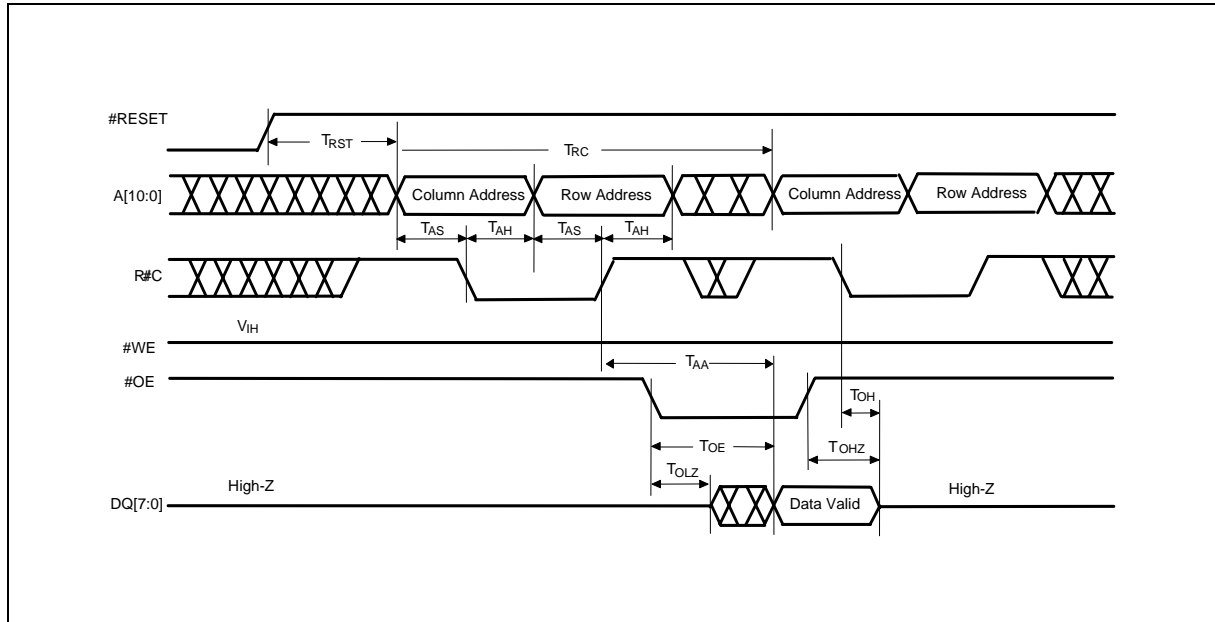 #RESET
TRST
TRC
A[10:0]
Column Address
Row Address
Column Address
Row Address
TAS
TAH
TAS
TAH
R#C
VIH
#WE
TAA
#OE
TOH
TOE
TOHZ
TOLZ
High-Z
High-Z
DQ[7:0]
Data Valid